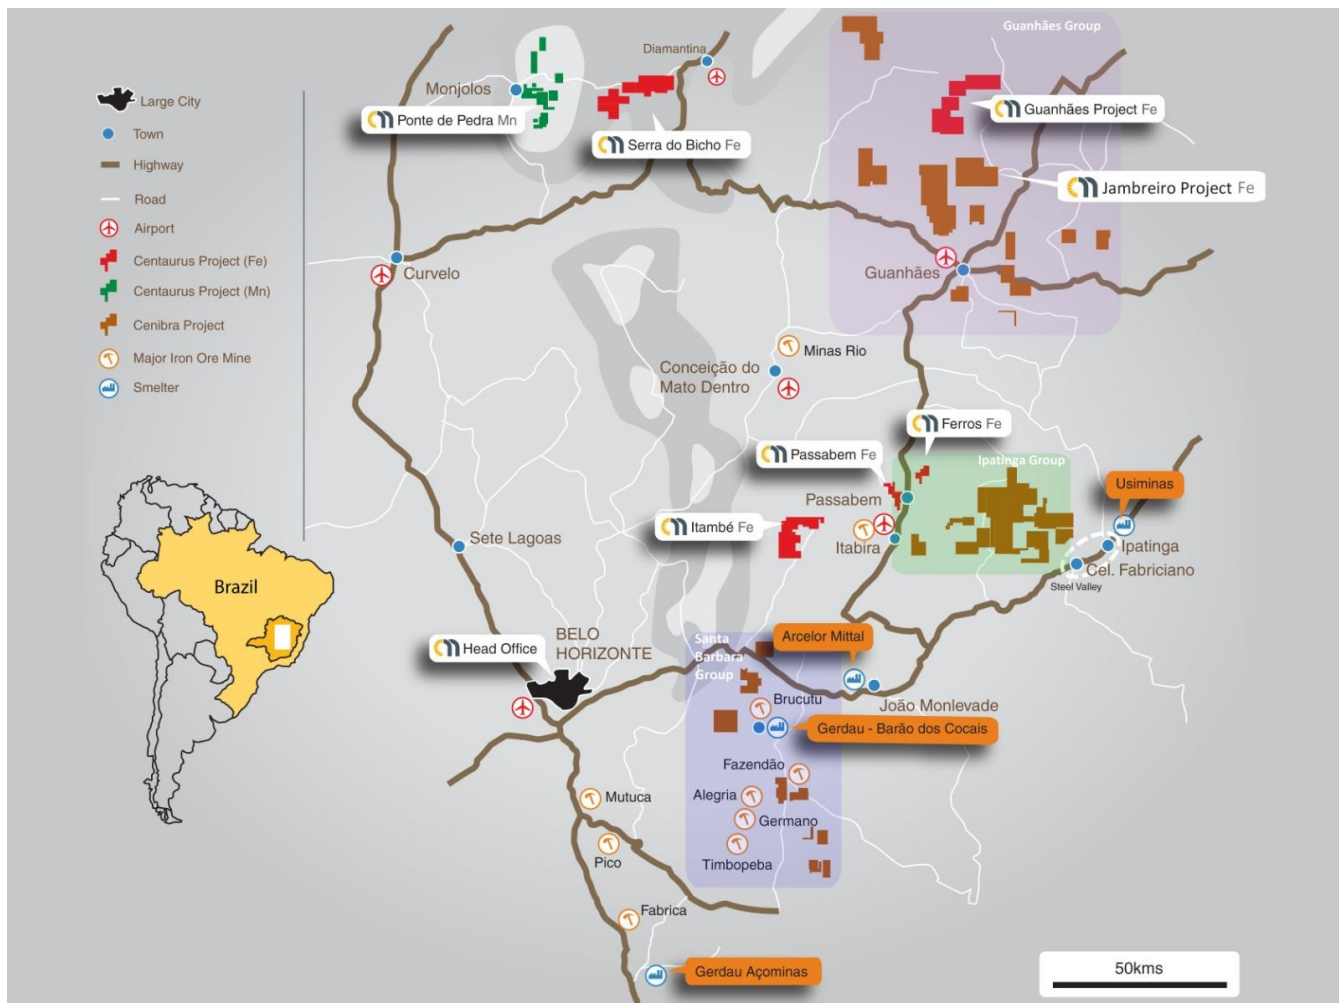 Guanhães Group
Diamantina
Monjolos
Large City
Town
Highway
Road
Airport
Centaurus Project (Fe)
Centaurus Project (Mn)
Cenibra Project
Major Iron Ore Mine
Smelter
Ponte de Pedra Mn
Serra do Bicho Fe
Guanhães Project Fe
Jambreiro Project Fe
Curvelo
Guanhães
Minas Rio
Conceição do
Mato Dentro
Ferros Fe
Passabem Fe
Ipatinga Group
Passabem
Usiminas
Itambé Fe
Itabira
Ipatinga
Cel. Fabriciano
Steel Valley
Sete Lagoas
Brazil
BELO
HORIZONTE
Head Office
Santa
Barbara
Group
Arcelor Mittal
João Monlevade
Brucutu
Gerdau - Barão dos Cocais
Fazendão
Alegria
Germano
Timbopeba
Mutuca
Pico
Fabrica
Gerdau Açominas
50kms